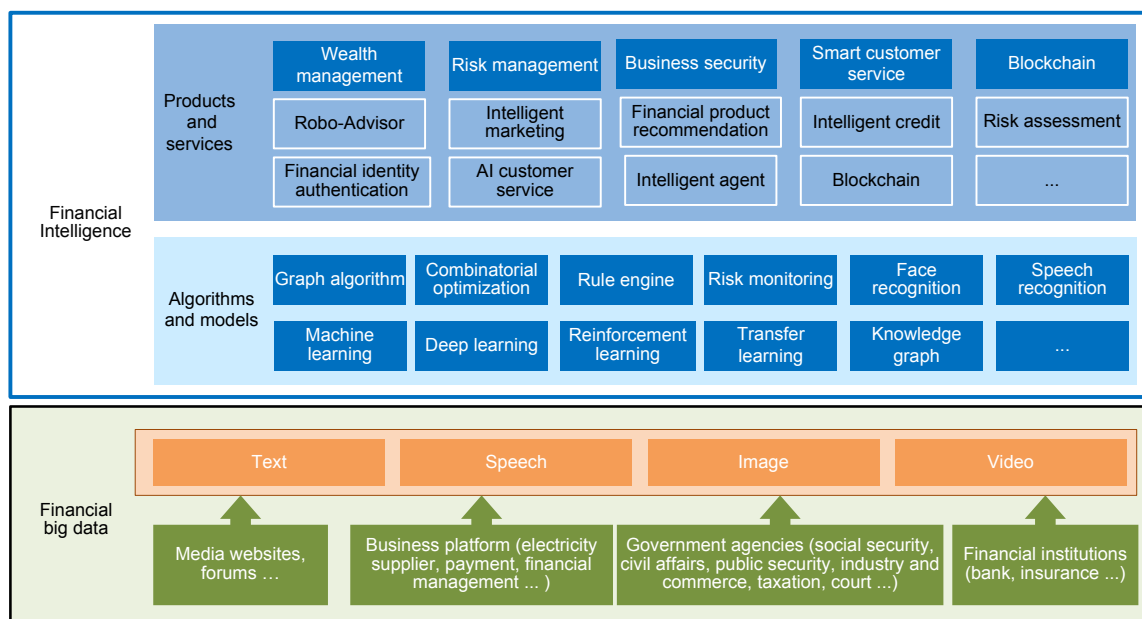 Financial
Intelligence
Products
and
services
Wealth
management
Risk management
Business security
Smart customer
service
Blockchain
Robo-Advisor
Intelligent
marketing
Financial product
recommendation
Intelligent credit
Risk assessment
Financial identity
authentication
AI customer
service
Intelligent agent
Blockchain
...
Algorithms
and models
Graph algorithm
Combinatorial
optimization
Rule engine
Risk monitoring
Face
recognition
Speech
recognition
Machine
learning
Deep learning
Reinforcement
learning
Transfer
learning
Knowledge
graph
...
Financial
big data
Text
Speech
Image
Video
Media websites,
forums ...
Business platform (electricity
supplier, payment, financial
management ... )
Government agencies (social security,
civil affairs, public security, industry and
commerce, taxation, court ...)
Financial institutions
(bank, insurance ...)